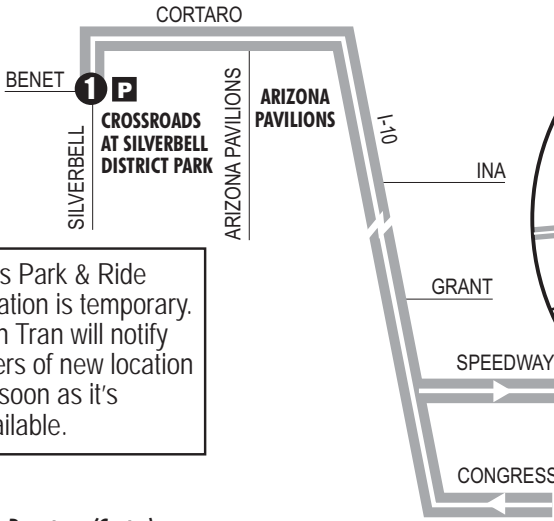 CORTARO
BENET
1 P
CROSSROADS
AT SILVERBELL
DISTRICT PARK
SILVERBELL
ARIZONA PAVILIONS
ARIZONA
PAVILIONS
I-10
INA
GRANT
SPEEDWAY
CONGRESS
s Park & Ride
ation is temporary.
n Tran will notify
ers of new location
soon as it's
ilable.